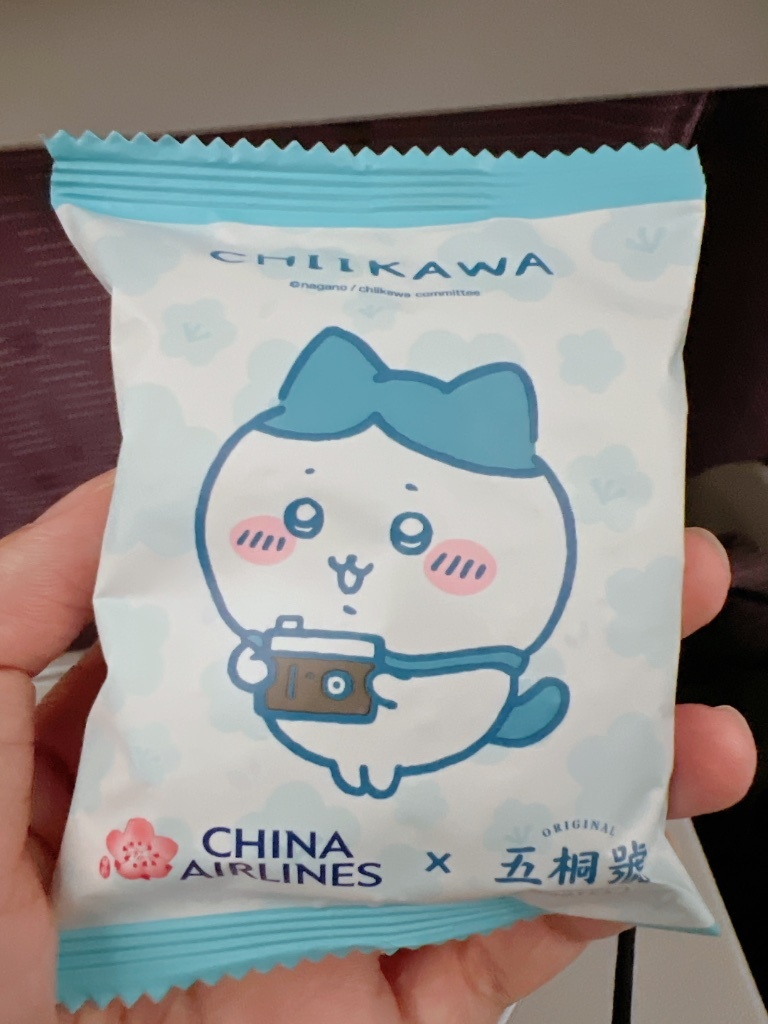 CHIIKAWA
©nagano / chiikawa committee
CHINA AIRLINES
×
ORIGINAL
五桐號